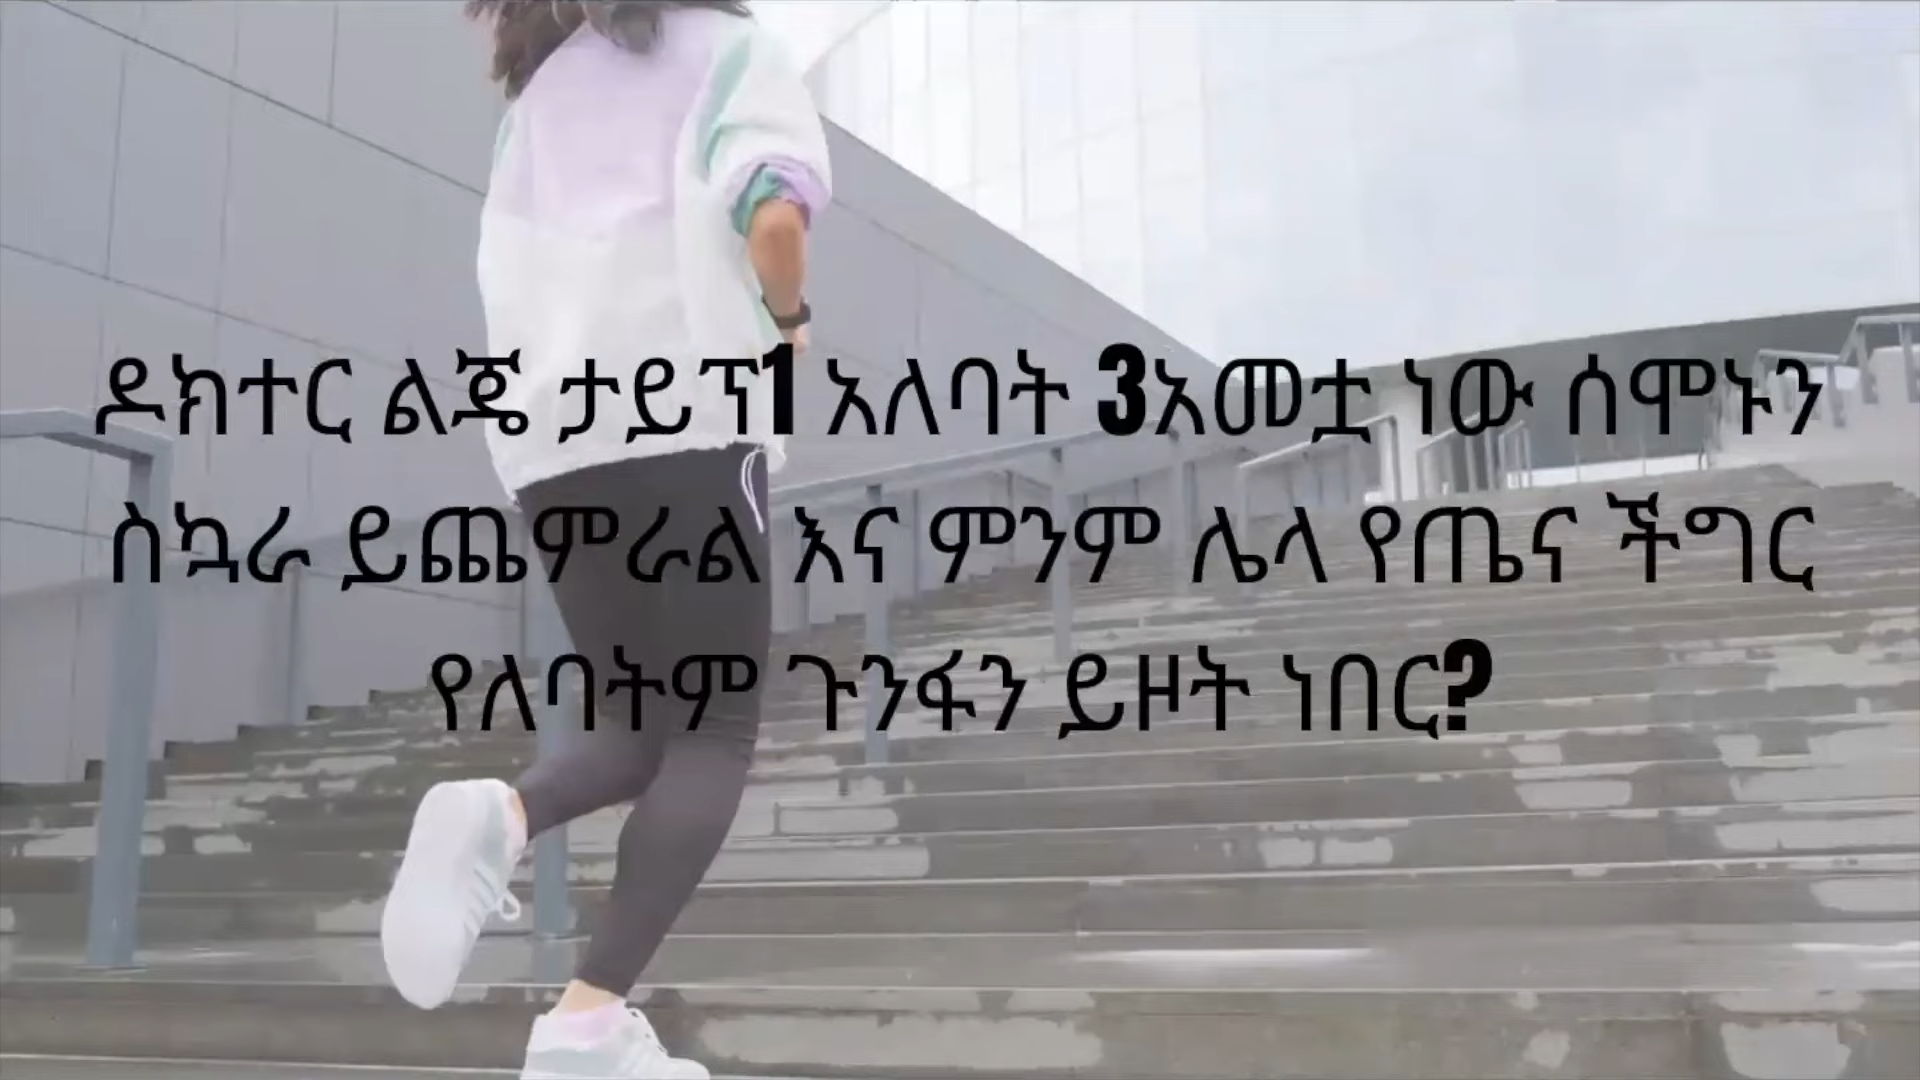 ዶክተር ልጄ ታይፕ1 አለባት 3አመቷ ነው ሰሞኑን
ስኳራ ይጨምራል እና ምንም ሌላ የጤና ችግር
የለባትም ጉንፋን ይዞት ነበር?